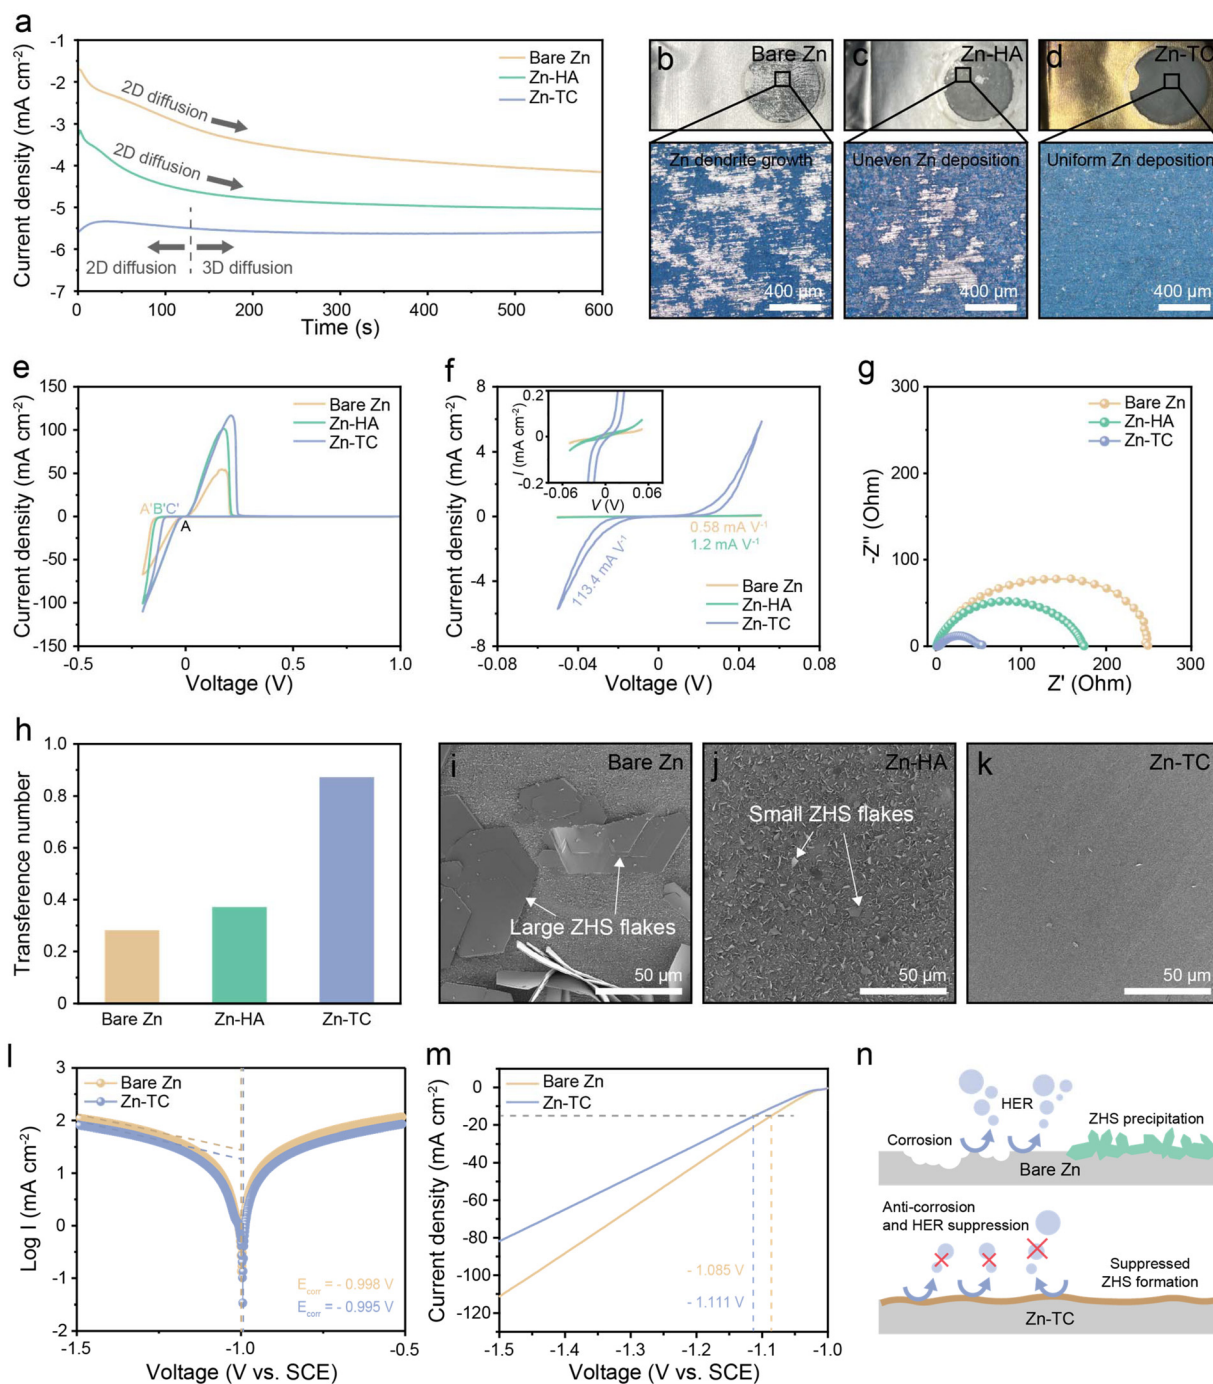 a
Current density (mA cm⁻²)
-1
-2
-3
-4
-5
-6
-7
0
100
200
300
400
500
600
Time (s)
Bare Zn
Zn-HA
Zn-TC
2D diffusion
2D diffusion
2D diffusion
3D diffusion
b
Bare Zn
Zn dendrite growth
400 μm
c
Zn-HA
Uneven Zn deposition
400 μm
d
Zn-TC
Uniform Zn deposition
400 μm
e
Current density (mA cm⁻²)
150
100
50
0
-50
-100
-150
-0.5
0
0.5
1.0
Voltage (V)
Bare Zn
Zn-HA
Zn-TC
A'B'C'
A
f
Current density (mA cm⁻²)
8
4
0
4
8
-0.08
-0.04
0
0.04
0.08
Voltage (V)
I (mA cm⁻²)
0.2
0
-0.2
-0.06
0
0.06
V (V)
0.58 mA V⁻¹
1.2 mA V⁻¹
113.4 mA V⁻¹
Bare Zn
Zn-HA
Zn-TC
g
-Z'' (Ohm)
300
200
100
0
0
100
200
300
Z' (Ohm)
Bare Zn
Zn-HA
Zn-TC
h
Transference number
1.0
0.8
0.6
0.4
0.2
0
Bare Zn
Zn-HA
Zn-TC
i
Bare Zn
Large ZHS flakes
50 μm
j
Zn-HA
Small ZHS flakes
50 μm
k
Zn-TC
50 μm
l
Log I (mA cm⁻²)
3
2
1
0
-1
-2
-1.5
-1.0
-0.5
Voltage (V vs. SCE)
Bare Zn
Zn-TC
E_corr = - 0.998 V
E_corr = - 0.995 V
m
Current density (mA cm⁻²)
0
-20
-40
-60
-80
-100
-120
-1.5
-1.4
-1.3
-1.2
-1.1
-1.0
Voltage (V vs. SCE)
Bare Zn
Zn-TC
- 1.085 V
- 1.111 V
n
HER
Corrosion
ZHS precipitation
Bare Zn
Anti-corrosion
and HER suppression
Suppressed
ZHS formation
Zn-TC